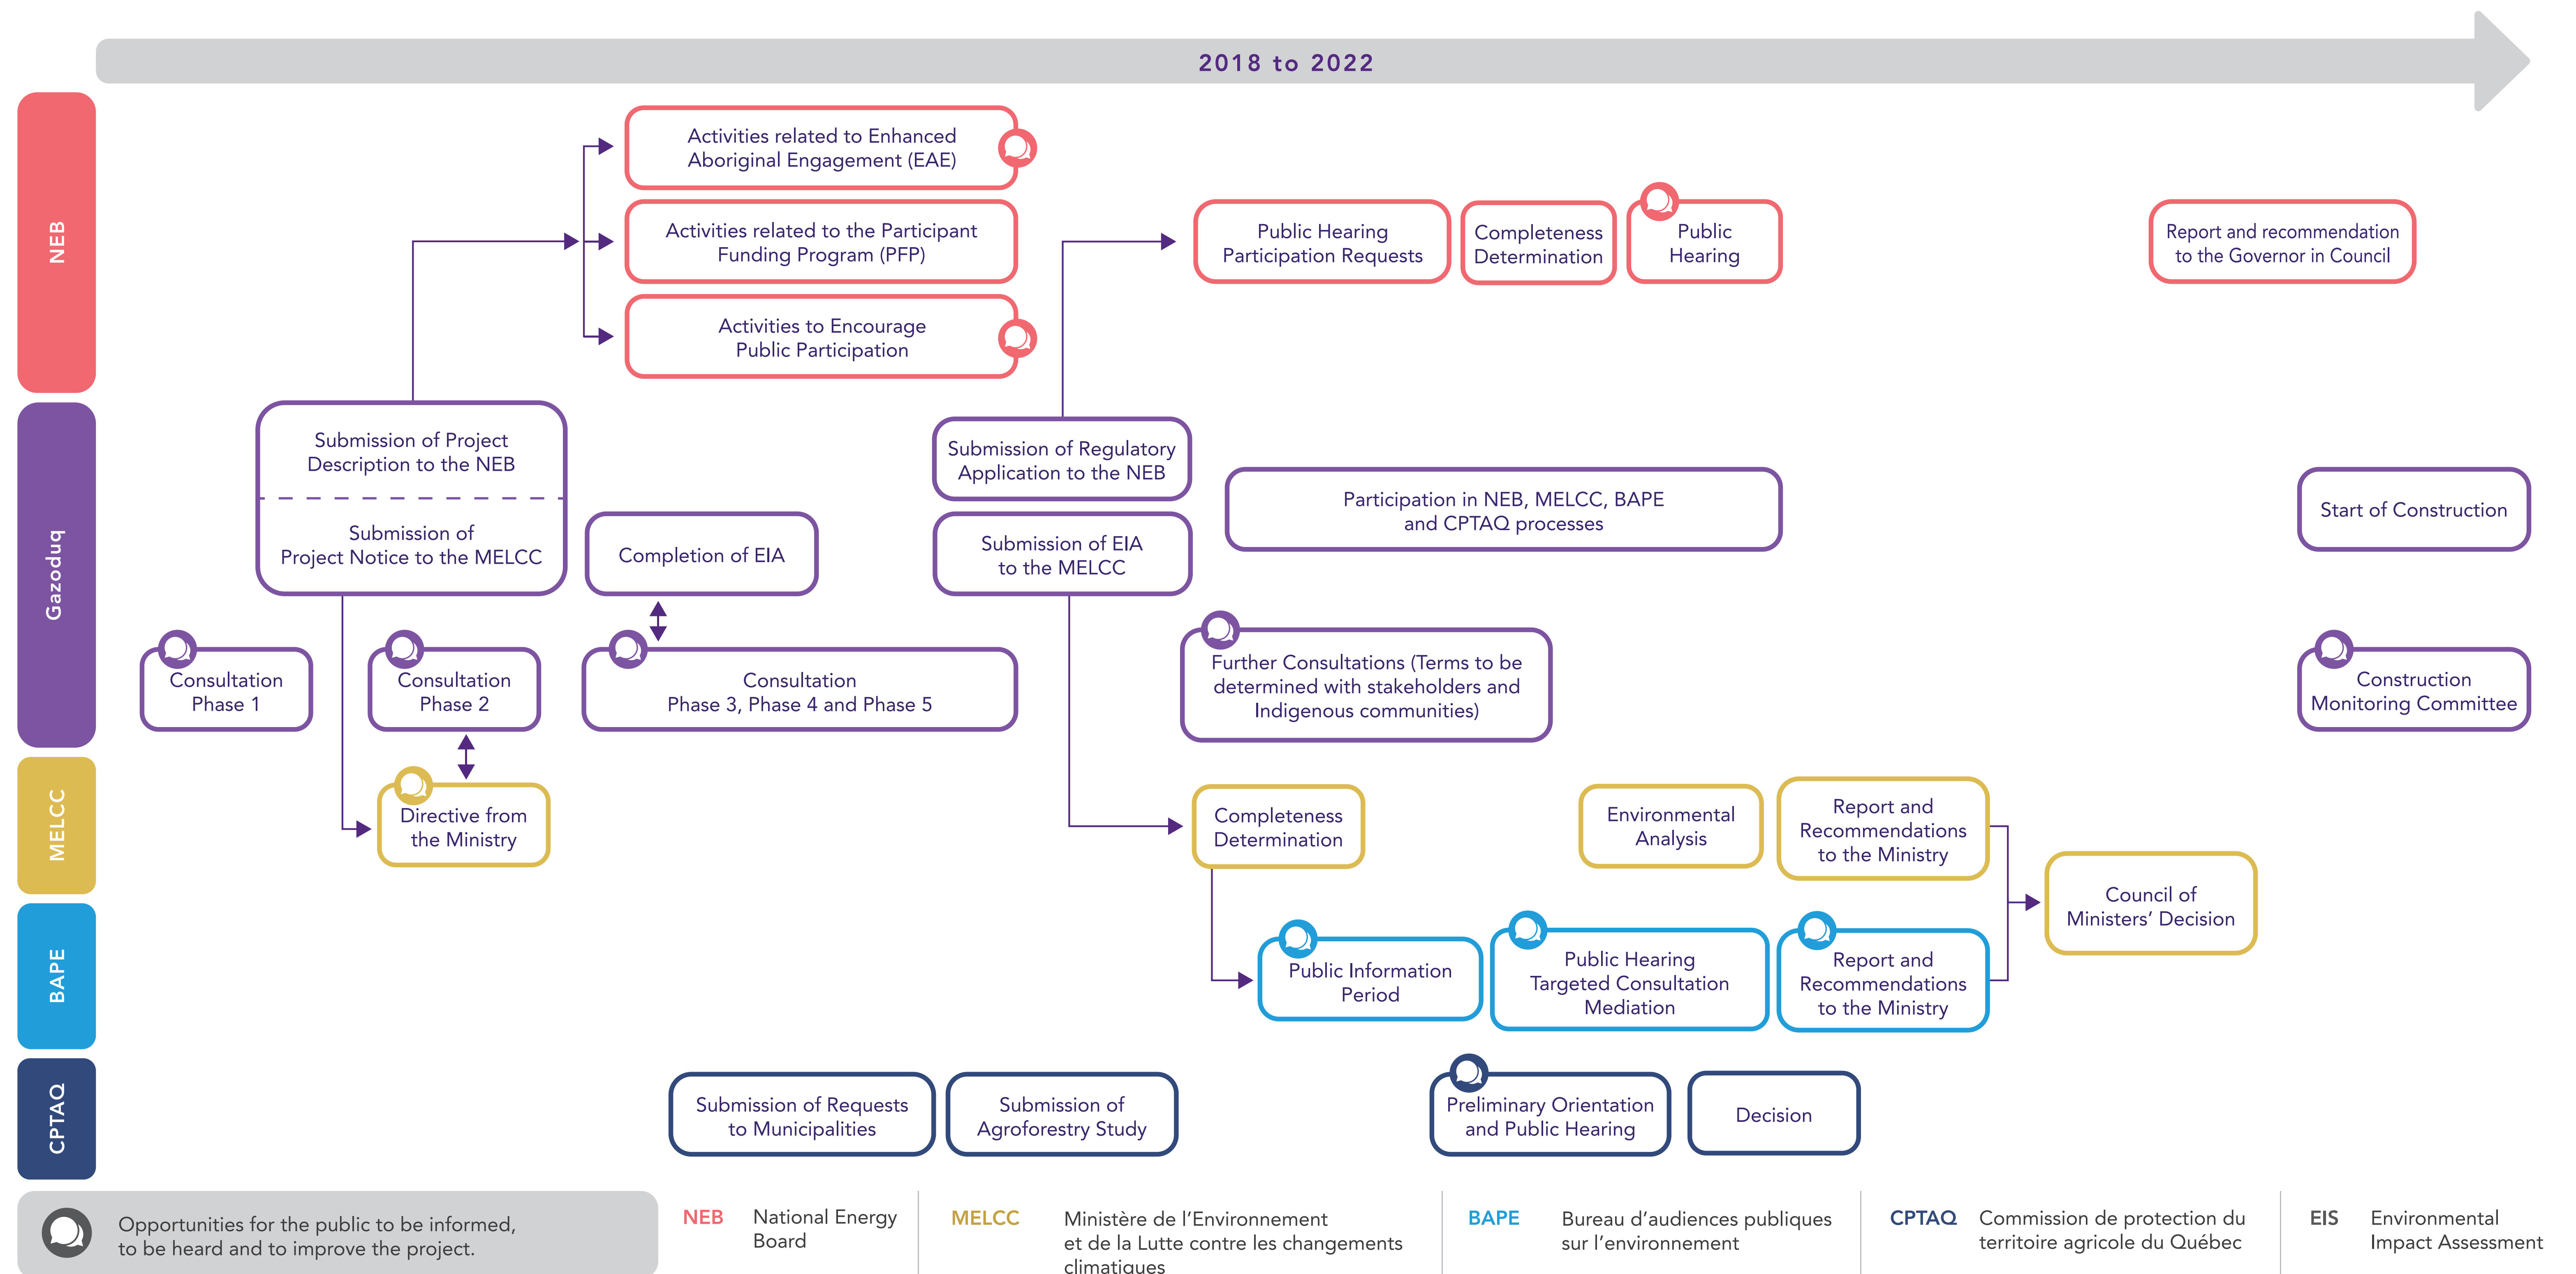 2018 to 2022
NEB
Activities related to Enhanced
Aboriginal Engagement (EAE)
Activities related to the Participant
Funding Program (PFP)
Activities to Encourage
Public Participation
Public Hearing
Participation Requests
Completeness
Determination
Public
Hearing
Report and recommendation
to the Governor in Council
Gazoduq
Submission of Project
Description to the NEB
Submission of
Project Notice to the MELCC
Completion of EIA
Submission of Regulatory
Application to the NEB
Submission of EIA
to the MELCC
Participation in NEB, MELCC, BAPE
and CPTAQ processes
Start of Construction
Consultation
Phase 1
Consultation
Phase 2
Consultation
Phase 3, Phase 4 and Phase 5
Further Consultations (Terms to be
determined with stakeholders and
Indigenous communities)
Construction
Monitoring Committee
MELCC
Directive from
the Ministry
Completeness
Determination
Environmental
Analysis
Report and
Recommendations
to the Ministry
Council of
Ministers’ Decision
BAPE
Public Information
Period
Public Hearing
Targeted Consultation
Mediation
Report and
Recommendations
to the Ministry
CPTAQ
Submission of Requests
to Municipalities
Submission of
Agroforestry Study
Preliminary Orientation
and Public Hearing
Decision
Opportunities for the public to be informed,
to be heard and to improve the project.
NEB
National Energy
Board
MELCC
Ministère de l’Environnement
et de la Lutte contre les changements
climatiques
BAPE
Bureau d’audiences publiques
sur l’environnement
CPTAQ
Commission de protection du
territoire agricole du Québec
EIS
Environmental
Impact Assessment